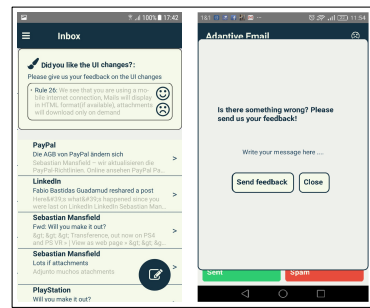 100% 17:42
Inbox
Did you like the UI changes?:
Please give us your feedback on the UI changes
• Rule 26: We see that you are using a mo-
bile internet connection, Mails will display
in HTML format(if available), attachments
will download only on demand
PayPal
Die AGB von PayPal ändern sich
Sebastian Mansfield – wir aktualisieren die
PayPal-Richtlinien. Online ansehen PayPal Pa...
>
LinkedIn
Fabio Bastidas Guadamud reshared a post
Here&#39;s what&#39;s happened since you
were last on LinkedIn LinkedIn Sebastian Man...
>
Sebastian Mansfield
Fwd: Will you make it out?
&gt; &gt; Transference, out now on PS4
and PS VR » | View as web page > &gt; &gt; &g...
>
Sebastian Mansfield
Lots if attachments
Adjunto muchos atachments
>
PlayStation
Will you make it out?
1&1 11:54
Adaptive Email
Is there something wrong? Please
send us your feedback!
Write your message here ...
Send feedback
Close
Sent
Spam